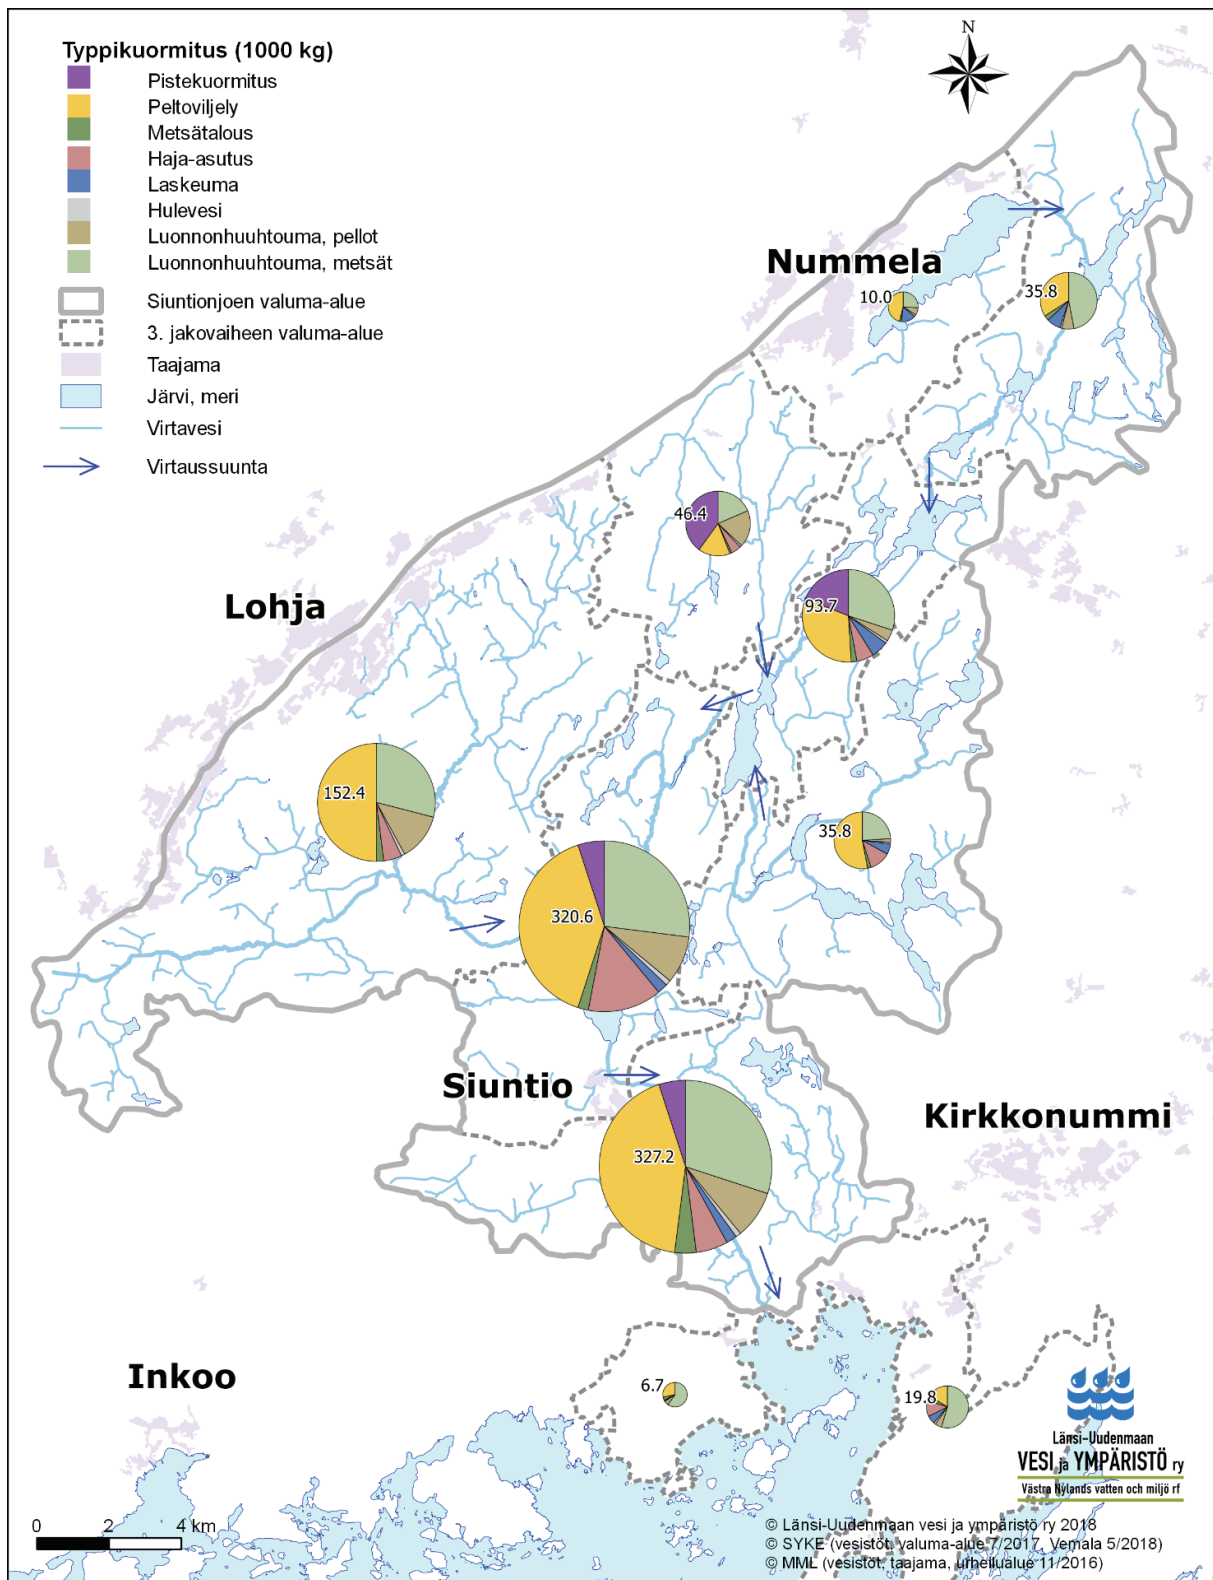 Typpikuormitus (1000 kg)
Pistekuormitus
Peltoviljely
Metsätalous
Haja-asutus
Laskeuma
Hulevesi
Luonnonhuuhtouma, pellot
Luonnonhuuhtouma, metsät
Siuntionjoen valuma-alue
3. jakovaiheen valuma-alue
Taajama
Järvi, meri
Virtavesi
Virtaussuunta
N
Nummela
10.0
35.8
46.4
Lohja
93.7
152.4
35.8
320.6
Siuntio
Kirkkonummi
327.2
Inkoo
6.7
19.8
Länsi-Uudenmaan
VESI ja YMPÄRISTÖ ry
Västra Nylands vatten och miljö rf
0 2 4 km
© Länsi-Uudenmaan vesi ja ympäristö ry 2018
© SYKE (vesistöt, valuma-alue 7/2017, Vemala 5/2018)
© MML (vesistöt, taajama, urheilualue 11/2016)